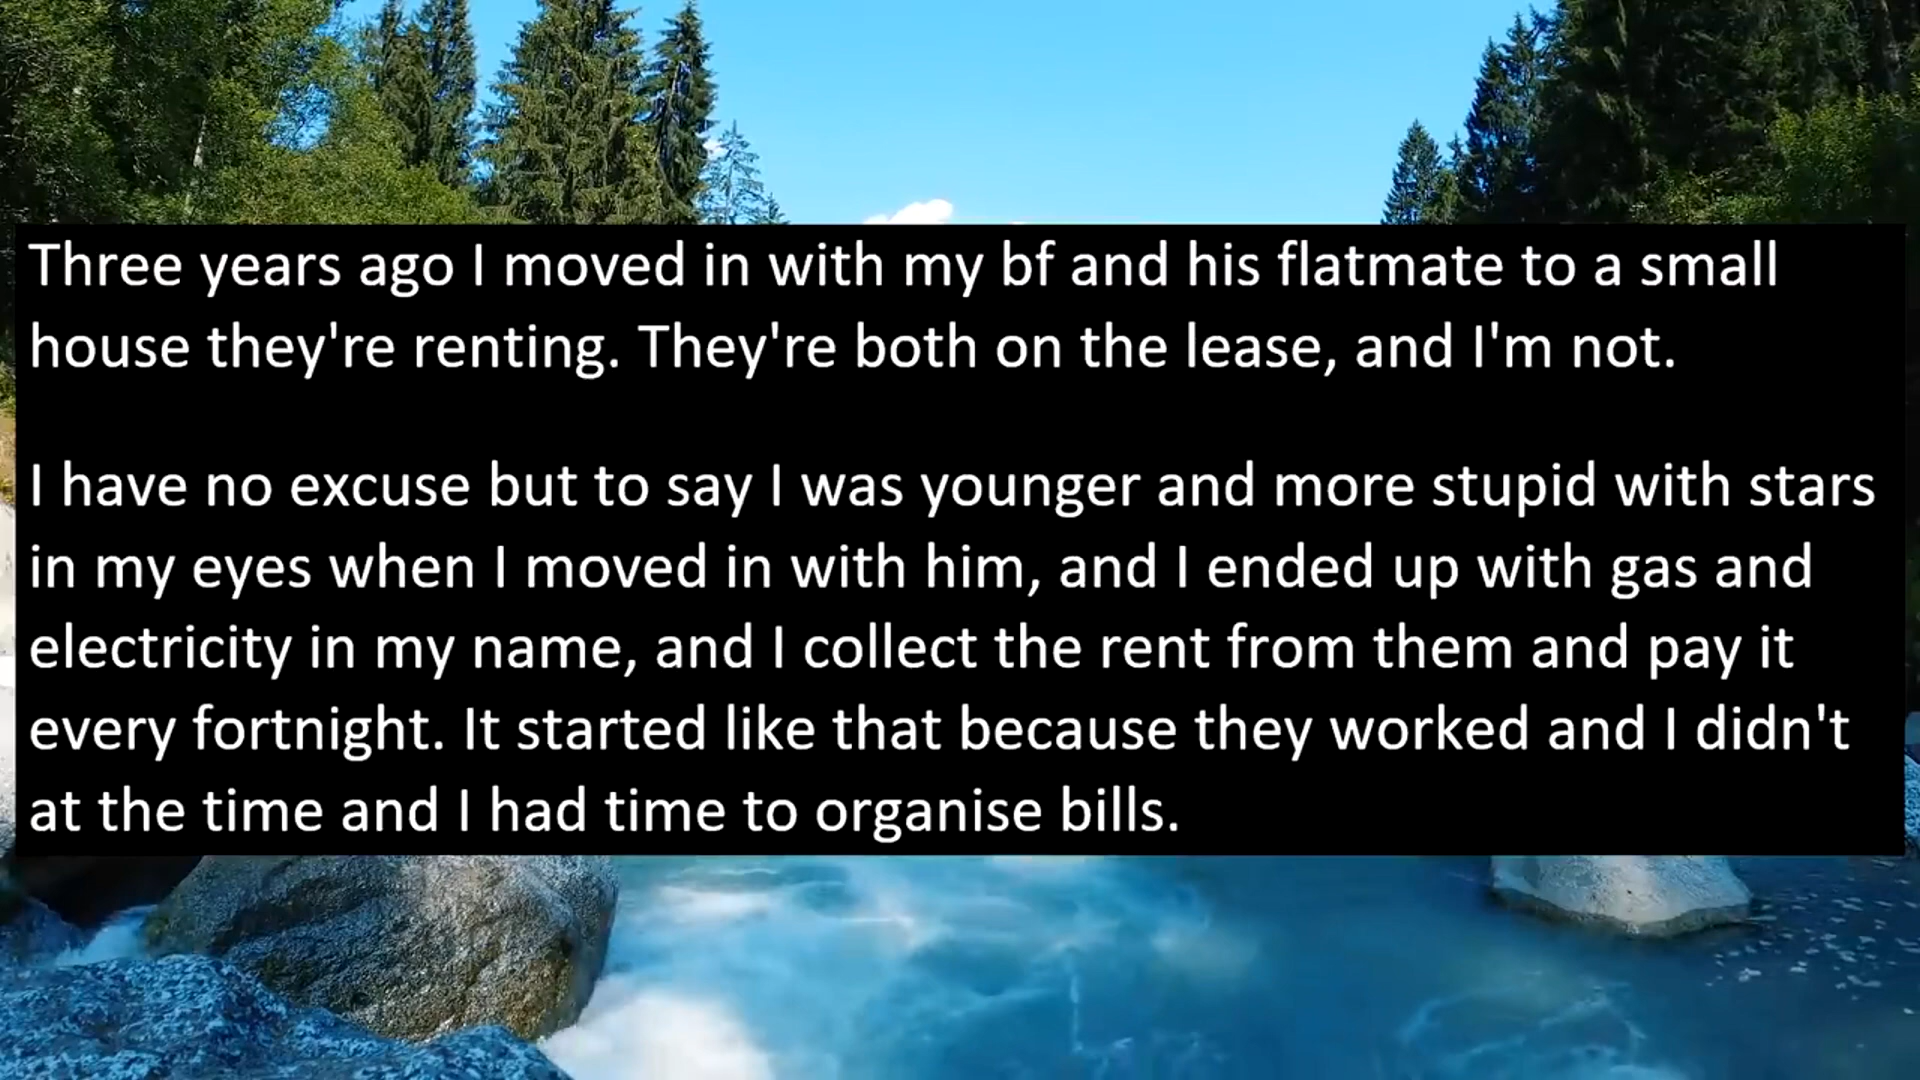 Three years ago I moved in with my bf and his flatmate to a small
house they're renting. They're both on the lease, and I'm not.
I have no excuse but to say I was younger and more stupid with stars
in my eyes when I moved in with him, and I ended up with gas and
electricity in my name, and I collect the rent from them and pay it
every fortnight. It started like that because they worked and I didn't
at the time and I had time to organise bills.